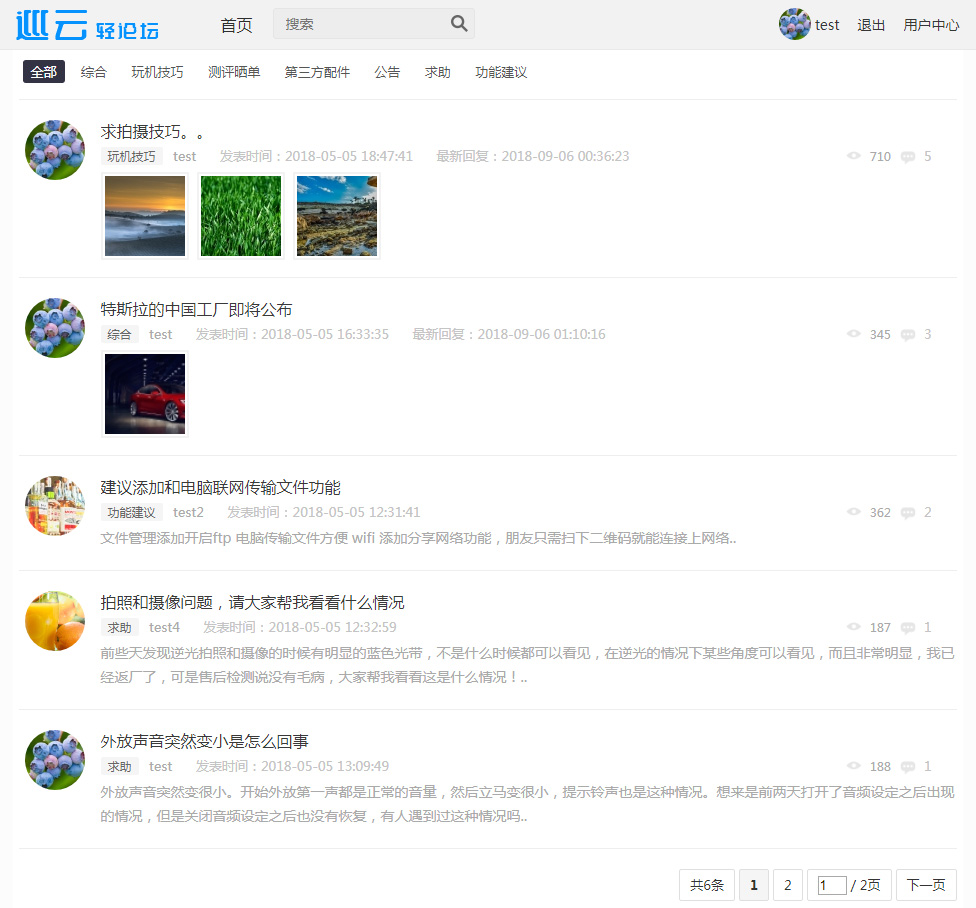 巡云轻论坛 首页 搜索 test 退出 用户中心
全部 综合 玩机技巧 测评晒单 第三方配件 公告 求助 功能建议
求拍摄技巧。。
玩机技巧 test 发表时间：2018-05-05 18:47:41 最新回复：2018-09-06 00:36:23 710 5
特斯拉的中国工厂即将公布
综合 test 发表时间：2018-05-05 16:33:35 最新回复：2018-09-06 01:10:16 345 3
建议添加和电脑联网传输文件功能
功能建议 test2 发表时间：2018-05-05 12:31:41 362 2
文件管理添加开启ftp 电脑传输文件方便 wifi 添加分享网络功能，朋友只需扫下二维码就能连接上网络..
拍照和摄像问题，请大家帮我看看什么情况
求助 test4 发表时间：2018-05-05 12:32:59 187 1
前些天发现逆光拍照和摄像的时候有明显的蓝色光带，不是什么时候都可以看见，在逆光的情况下某些角度可以看见，而且非常明显，我已
经返厂了，可是售后检测说没有毛病，大家帮我看看这是什么情况！..
外放声音突然变小是怎么回事
求助 test 发表时间：2018-05-05 13:09:49 188 1
外放声音突然变很小。开始外放第一声都是正常的音量，然后立马变很小，提示铃声也是这种情况。想来是前两天打开了音频设定之后出现
的情况，但是关闭音频设定之后也没有恢复，有人遇到过这种情况吗..
共6条 1 2 1 / 2页 下一页